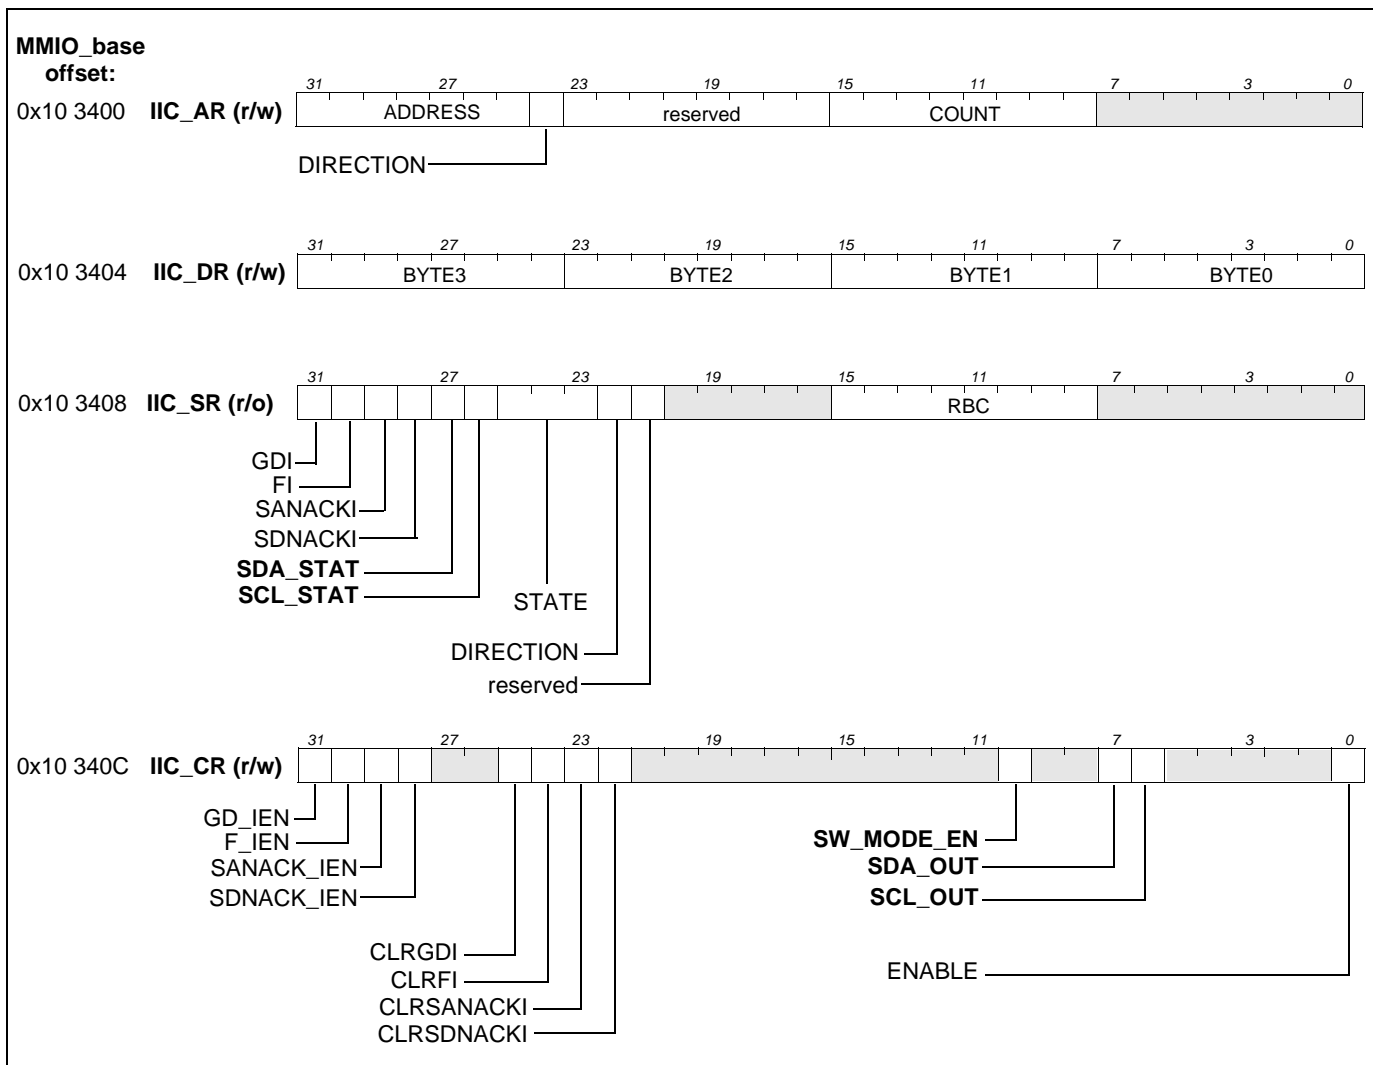 MMIO_base
offset:
31 27 23 19 15 11 7 3 0
0x10 3400 IIC_AR (r/w) ADDRESS reserved COUNT
DIRECTION
31 27 23 19 15 11 7 3 0
0x10 3404 IIC_DR (r/w) BYTE3 BYTE2 BYTE1 BYTE0
31 27 23 19 15 11 7 3 0
0x10 3408 IIC_SR (r/o) RBC
GDI
FI
SANACKI
SDNACKI
SDA_STAT
SCL_STAT STATE
DIRECTION
reserved
31 27 23 19 15 11 7 3 0
0x10 340C IIC_CR (r/w)
GD_IEN
F_IEN SW_MODE_EN
SANACK_IEN SDA_OUT
SDNACK_IEN SCL_OUT
CLRGDI
CLRFI ENABLE
CLRSANACKI
CLRSDNACKI